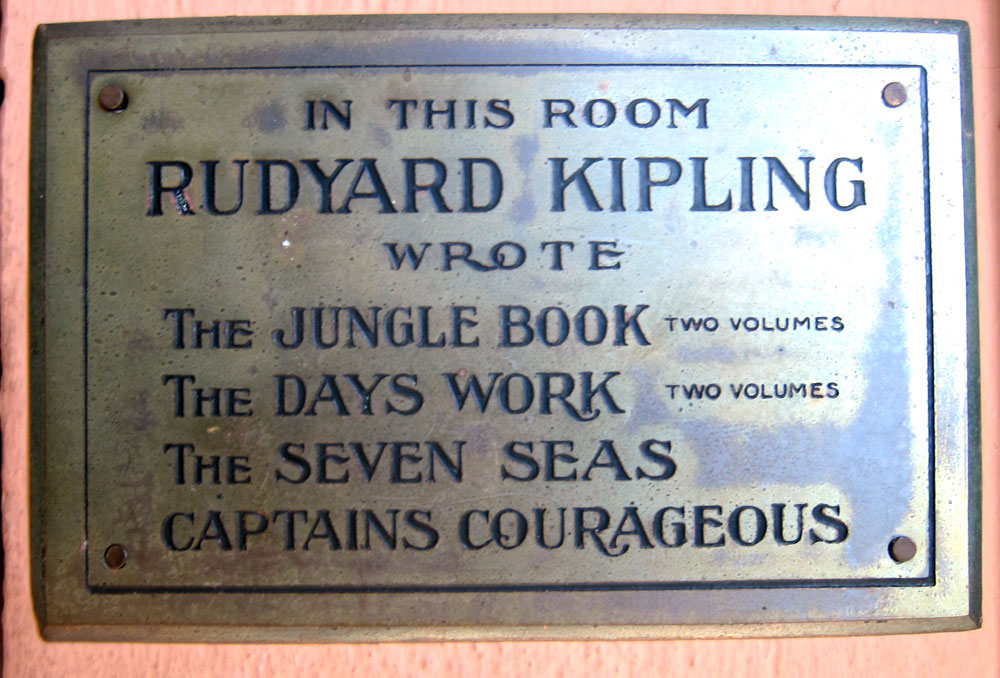 IN THIS ROOM
RUDYARD KIPLING
WROTE
THE JUNGLE BOOK TWO VOLUMES
THE DAYS WORK TWO VOLUMES
THE SEVEN SEAS
CAPTAINS COURAGEOUS